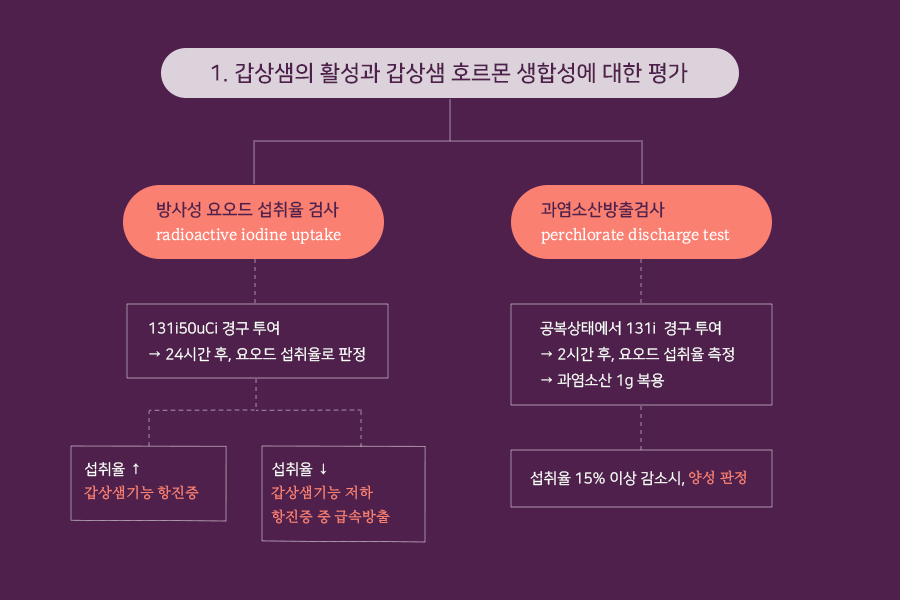 1. 갑상샘의 활성과 갑상샘 호르몬 생합성에 대한 평가
방사성 요오드 섭취율 검사
radioactive iodine uptake
131i50uCi 경구 투여
→ 24시간 후, 요오드 섭취율로 판정
섭취율 ↑
갑상샘기능 항진증
섭취율 ↓
갑상샘기능 저하
항진증 중 급속방출
과염소산방출검사
perchlorate discharge test
공복상태에서 131i 경구 투여
→ 2시간 후, 요오드 섭취율 측정
→ 과염소산 1g 복용
섭취율 15% 이상 감소시, 양성 판정